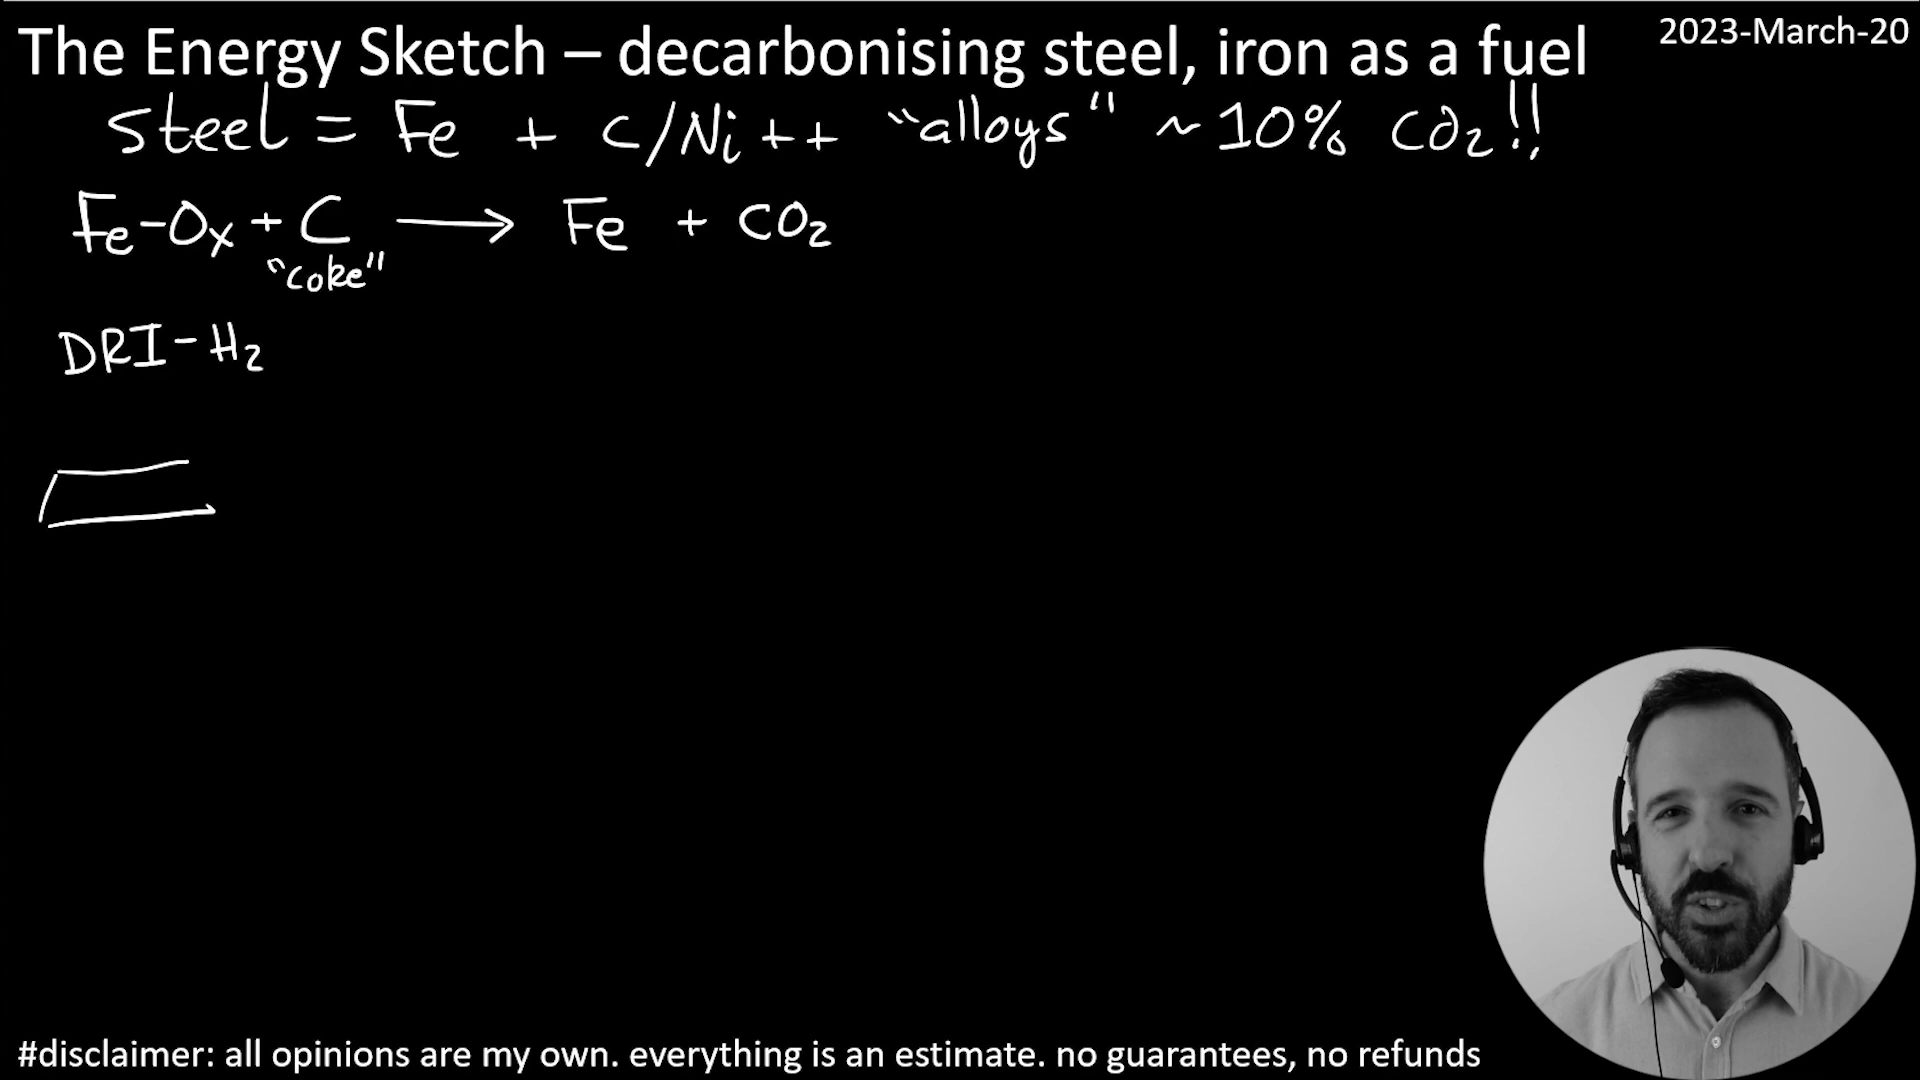 The Energy Sketch – decarbonising steel, iron as a fuel
2023-March-20
steel = Fe + C/Ni ++ "alloys" ~10% CO₂!!
Fe-Ox + C → Fe + CO₂
"coke"
DRI-H₂
#disclaimer: all opinions are my own. everything is an estimate. no guarantees, no refunds